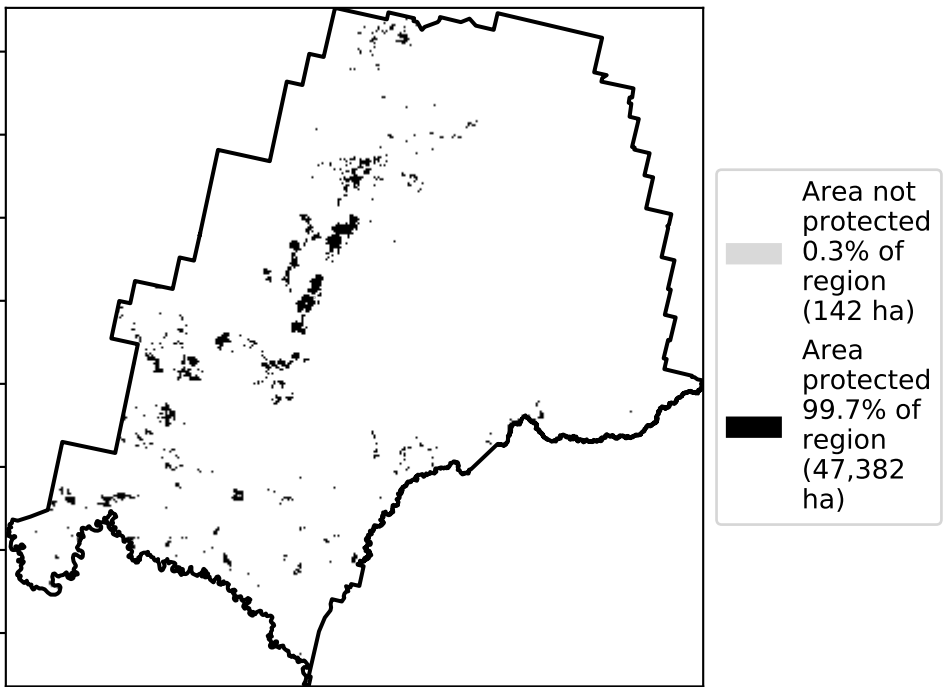 Area not
protected
0.3% of
region
(142 ha)
Area
protected
99.7% of
region
(47,382
ha)